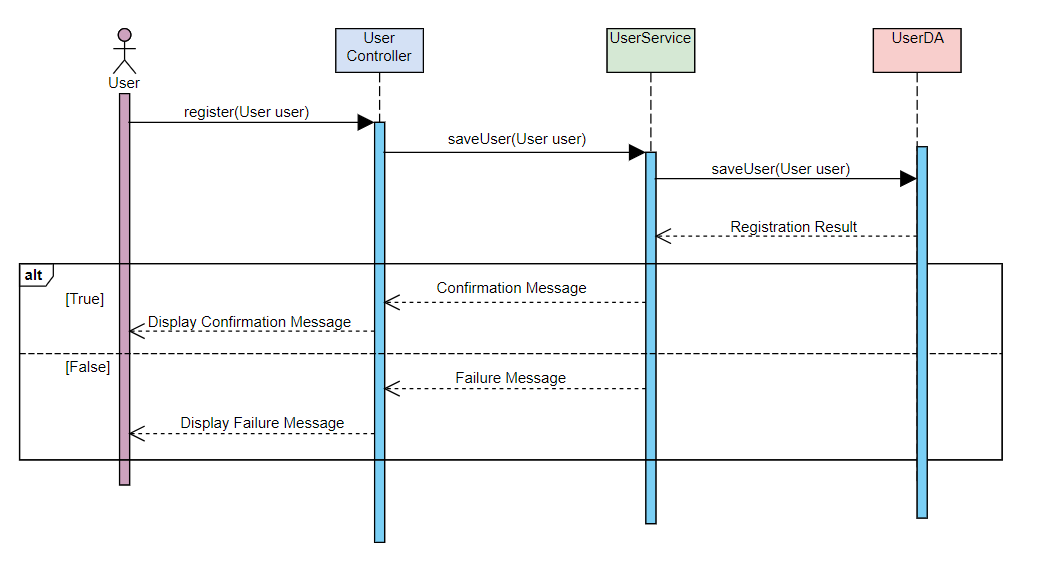 User
Controller
UserService
UserDA
User
register(User user)
saveUser(User user)
saveUser(User user)
Registration Result
alt
Confirmation Message
[True]
Display Confirmation Message
[False]
Failure Message
Display Failure Message